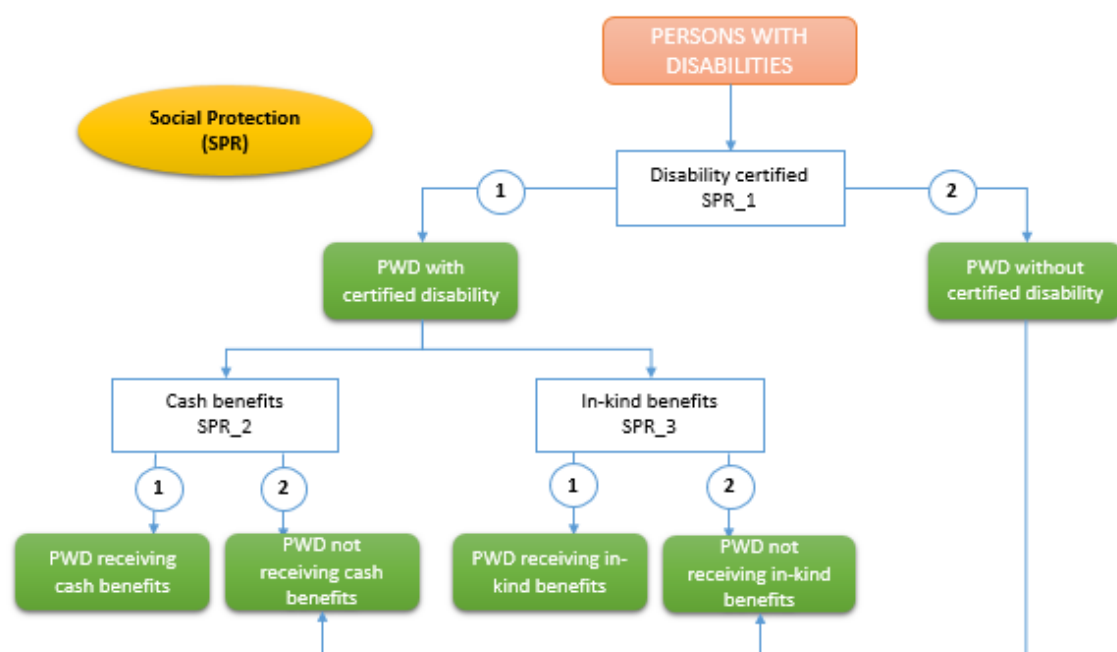 PERSONS WITH
DISABILITIES
Social Protection
(SPR)
Disability certified
SPR_1
1
2
PWD with
certified disability
PWD without
certified disability
Cash benefits
SPR_2
In-kind benefits
SPR_3
1
2
1
2
PWD receiving
cash benefits
PWD not
receiving cash
benefits
PWD receiving in-
kind benefits
PWD not
receiving in-kind
benefits